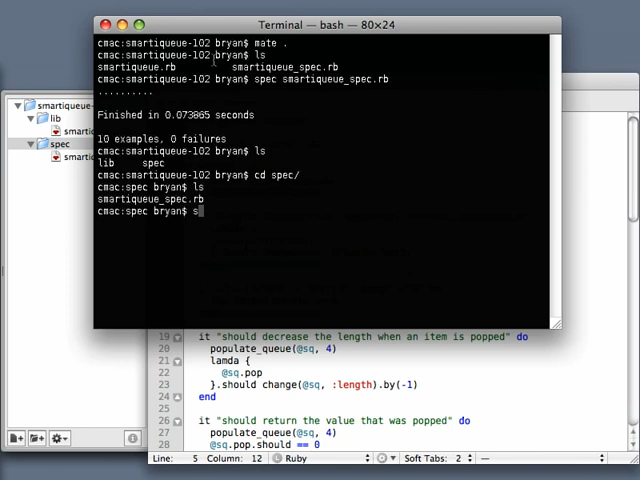 Terminal — bash — 80×24
cmac:smartiqueue-102 bryan$ mate .
cmac:smartiqueue-102 bryan$ ls
smartiqueue.rb smartiqueue_spec.rb
cmac:smartiqueue-102 bryan$ spec smartiqueue_spec.rb
..........
Finished in 0.073865 seconds
10 examples, 0 failures
cmac:smartiqueue-102 bryan$ ls
lib spec
cmac:smartiqueue-102 bryan$ cd spec/
cmac:spec bryan$ ls
smartiqueue_spec.rb
cmac:spec bryan$ s
smartiqueue-
lib
smarti
spec
smarti
19 it "should decrease the length when an item is popped" do
20 populate_queue(@sq, 4)
21 lamda {
22 @sq.pop
23 }.should change(@sq, :length).by(-1)
24 end
25
26 it "should return the value that was popped" do
27 populate_queue(@sq, 4)
28 @sq.pop.should == 0
Line: 5 Column: 12 Ruby Soft Tabs: 2 —